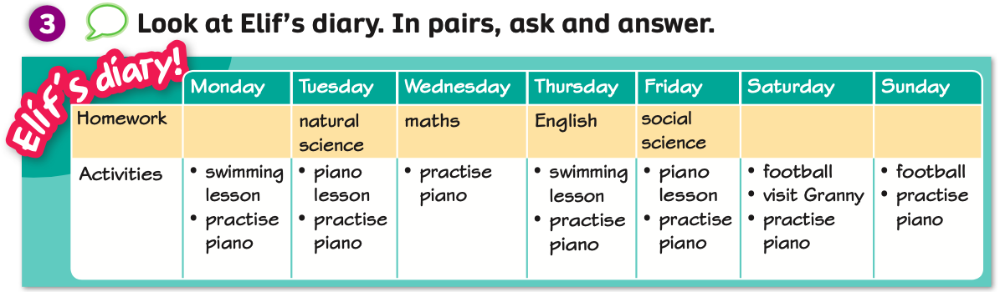 3 Look at Elif's diary. In pairs, ask and answer.
Elif's diary!
Monday Tuesday Wednesday Thursday Friday Saturday Sunday
Homework natural science maths English social science
Activities
• swimming lesson
• practise piano
• piano lesson
• practise piano
• practise piano
• swimming lesson
• practise piano
• piano lesson
• practise piano
• football
• visit Granny
• practise piano
• football
• practise piano